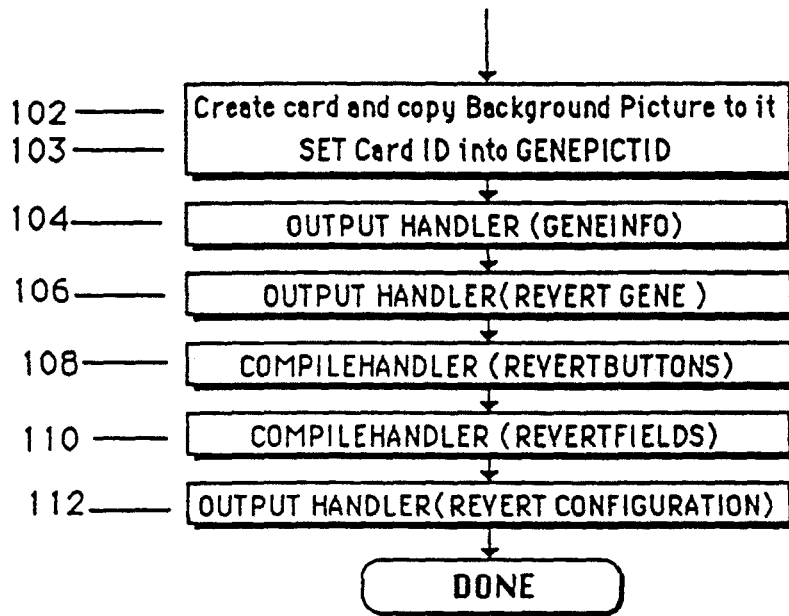 102 Create card and copy Background Picture to it
103 SET Card ID into GENEPICTID
104 OUTPUT HANDLER (GENEINFO)
106 OUTPUT HANDLER(REVERT GENE)
108 COMPILEHANDLER (REVERTBUTTONS)
110 COMPILEHANDLER (REVERTFIELDS)
112 OUTPUT HANDLER(REVERT CONFIGURATION)
DONE